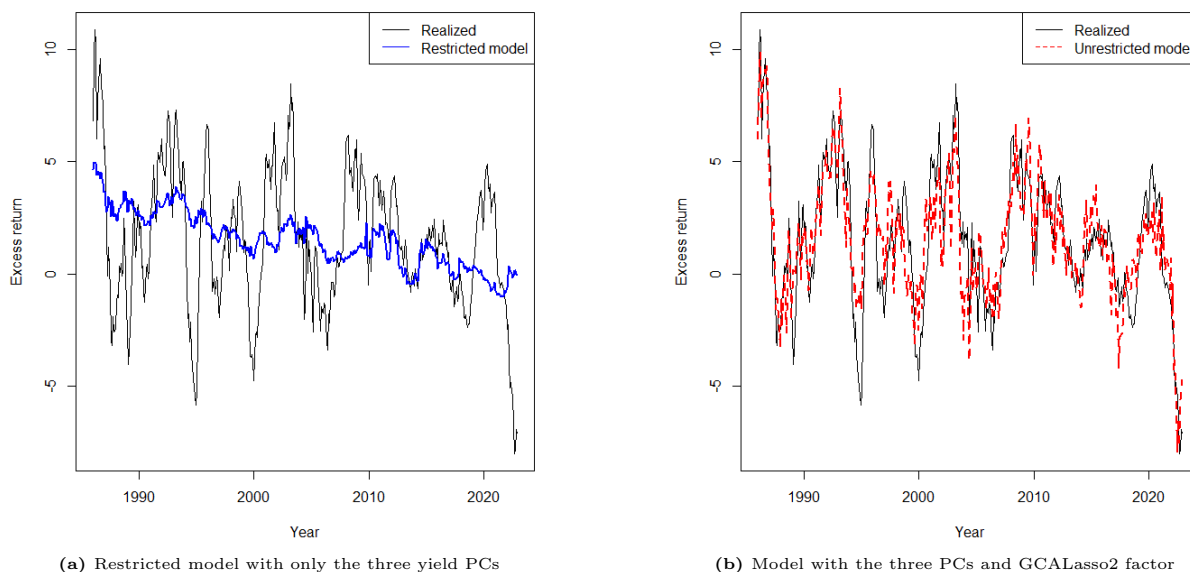 Realized
Restricted model
Excess return
10
5
0
-5
1990
2000
2010
2020
Year
(a) Restricted model with only the three yield PCs
Realized
Unrestricted model
Excess return
10
5
0
-5
1990
2000
2010
2020
Year
(b) Model with the three PCs and GCALasso2 factor